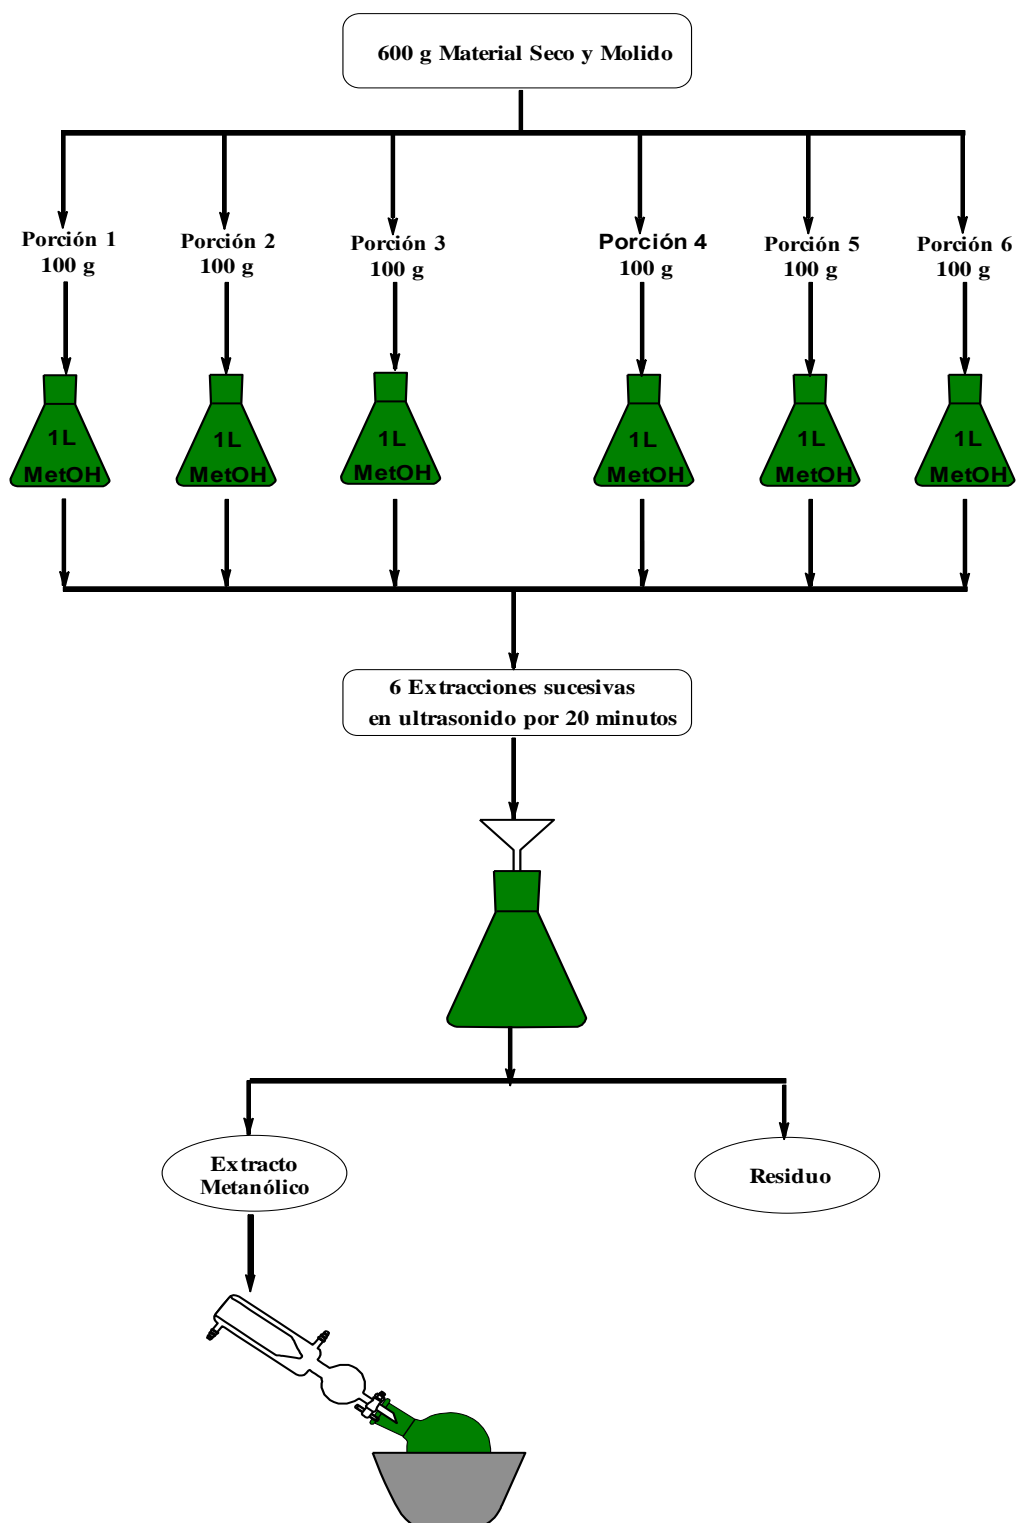 600 g Material Seco y Molido
Porción 1
100 g
Porción 2
100 g
Porción 3
100 g
Porción 4
100 g
Porción 5
100 g
Porción 6
100 g
1L
MetOH
1L
MetOH
1L
MetOH
1L
MetOH
1L
MetOH
1L
MetOH
6 Extracciones sucesivas
en ultrasonido por 20 minutos
Extracto
Metanólico
Residuo